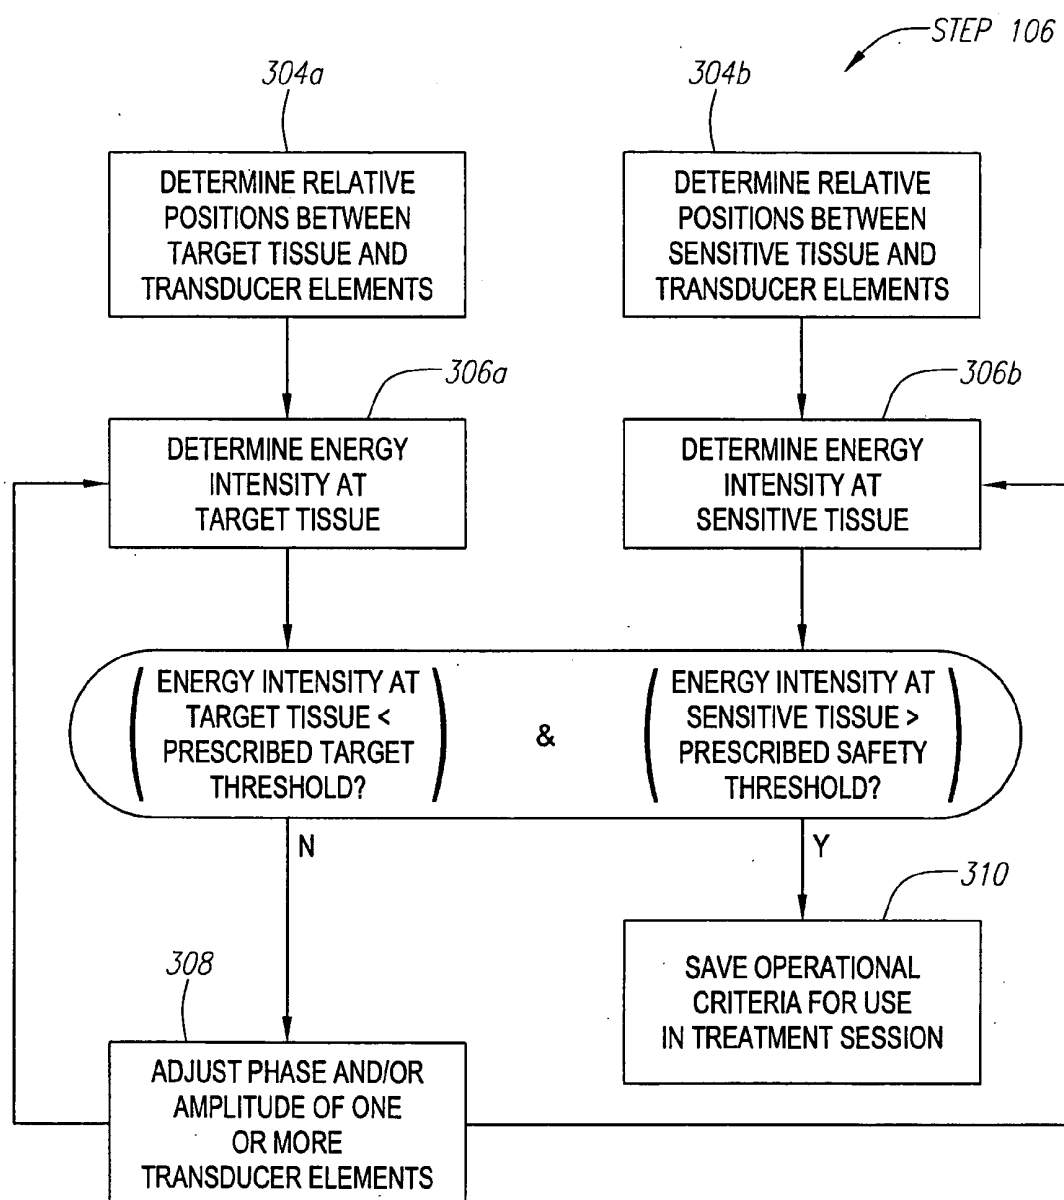 STEP 106
304a
304b
DETERMINE RELATIVE
POSITIONS BETWEEN
TARGET TISSUE AND
TRANSDUCER ELEMENTS
DETERMINE RELATIVE
POSITIONS BETWEEN
SENSITIVE TISSUE AND
TRANSDUCER ELEMENTS
306a
306b
DETERMINE ENERGY
INTENSITY AT
TARGET TISSUE
DETERMINE ENERGY
INTENSITY AT
SENSITIVE TISSUE
(ENERGY INTENSITY AT
TARGET TISSUE <
PRESCRIBED TARGET
THRESHOLD?)
&
(ENERGY INTENSITY AT
SENSITIVE TISSUE >
PRESCRIBED SAFETY
THRESHOLD?)
N
Y
310
SAVE OPERATIONAL
CRITERIA FOR USE
IN TREATMENT SESSION
308
ADJUST PHASE AND/OR
AMPLITUDE OF ONE
OR MORE
TRANSDUCER ELEMENTS